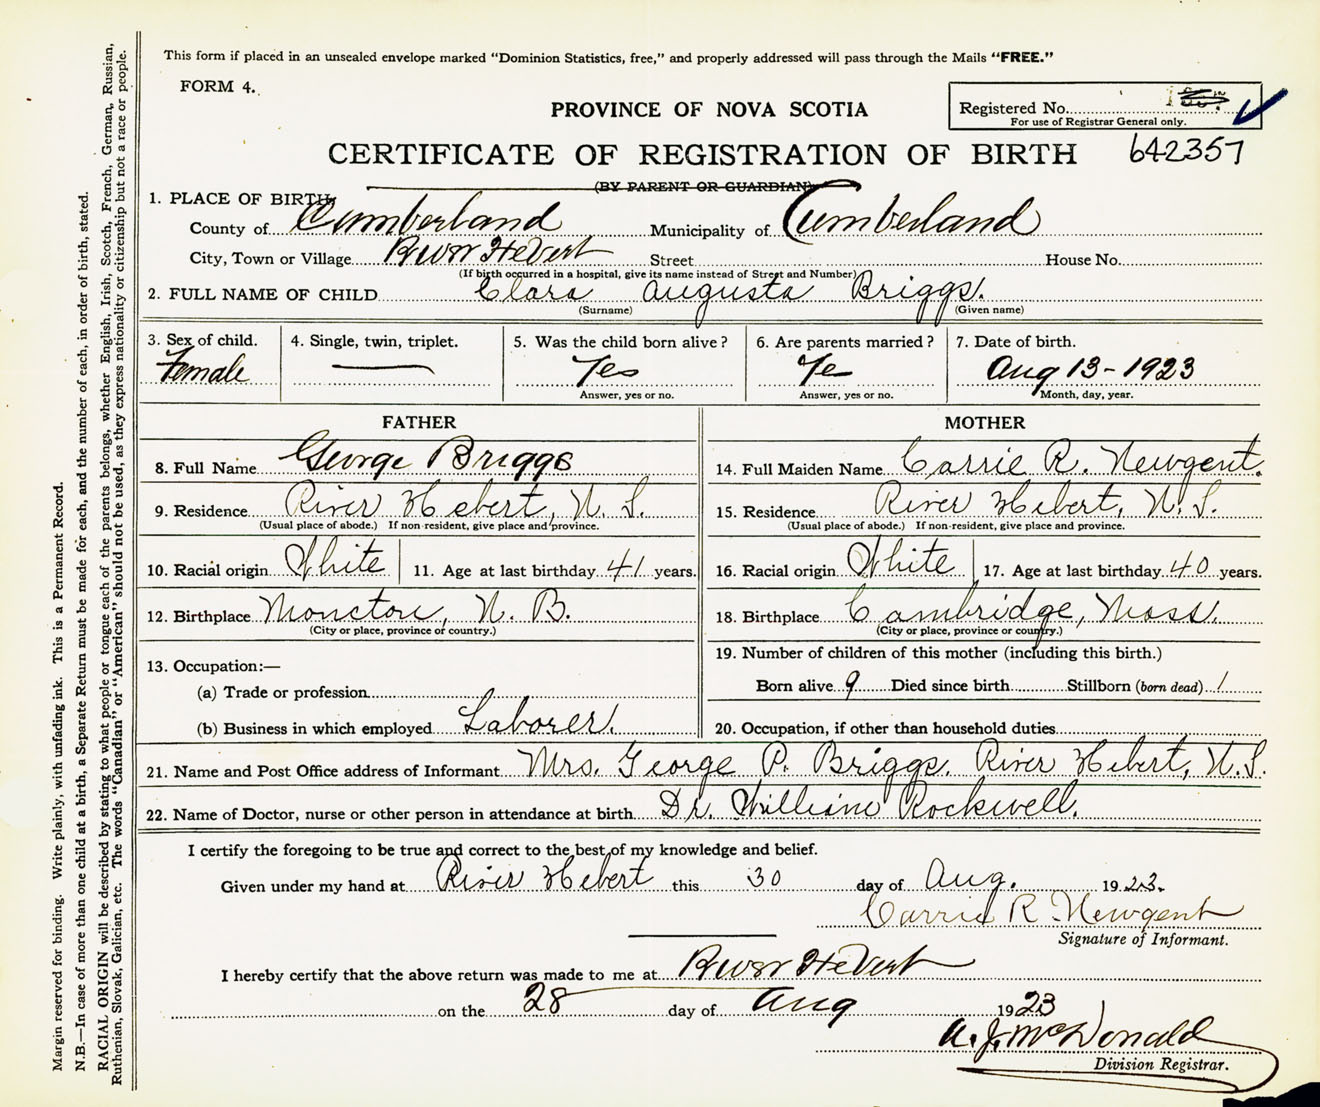 This form if placed in an unsealed envelope marked "Dominion Statistics, free," and properly addressed will pass through the Mails "FREE."
FORM 4.
PROVINCE OF NOVA SCOTIA
Registered No.
For use of Registrar General only.
CERTIFICATE OF REGISTRATION OF BIRTH 642357
(BY PARENT OR GUARDIAN)
1. PLACE OF BIRTH,
County of Cumberland Municipality of Cumberland
City, Town or Village River Hebert Street House No.
(If birth occurred in a hospital, give its name instead of Street and Number)
2. FULL NAME OF CHILD Clara Augusta Briggs.
(Surname) (Given name)
3. Sex of child. 4. Single, twin, triplet. 5. Was the child born alive? 6. Are parents married? 7. Date of birth.
Female — Yes Ye Aug 13-1923
Answer, yes or no. Answer, yes or no. Month, day, year.
FATHER MOTHER
8. Full Name George Briggs 14. Full Maiden Name Carrie R. Newgent.
9. Residence River Hebert, N. S. 15. Residence River Hebert, N. S.
(Usual place of abode.) If non-resident, give place and province. (Usual place of abode.) If non-resident, give place and province.
10. Racial origin White 11. Age at last birthday 41 years. 16. Racial origin White 17. Age at last birthday 40 years.
12. Birthplace Moncton, N. B. 18. Birthplace Cambridge, Mass.
(City or place, province or country.) (City or place, province or country.)
13. Occupation:— 19. Number of children of this mother (including this birth.)
(a) Trade or profession Born alive 9 Died since birth Stillborn (born dead) 1
(b) Business in which employed Laborer. 20. Occupation, if other than household duties
21. Name and Post Office address of Informant Mrs. George P. Briggs. River Hebert, N.S.
22. Name of Doctor, nurse or other person in attendance at birth Dr. William Rockwell.
I certify the foregoing to be true and correct to the best of my knowledge and belief.
Given under my hand at River Hebert this 30 day of Aug. 1923.
Carrie R. Newgent
Signature of Informant.
I hereby certify that the above return was made to me at River Hebert
on the 28 day of Aug 1923
A. J. McDonald
Division Registrar.
Margin reserved for binding. Write plainly, with unfading ink. This is a Permanent Record.
N.B.—In case of more than one child at a birth, a Separate Return must be made for each, and the number of each, in order of birth, stated.
RACIAL ORIGIN will be described by stating to what people or tongue each of the parents belongs, whether English, Irish, Scotch, French, German, Russian,
Ruthenian, Slovak, Galician, etc. The words "Canadian" or "American" should not be used, as they express nationality or citizenship but not a race or people.